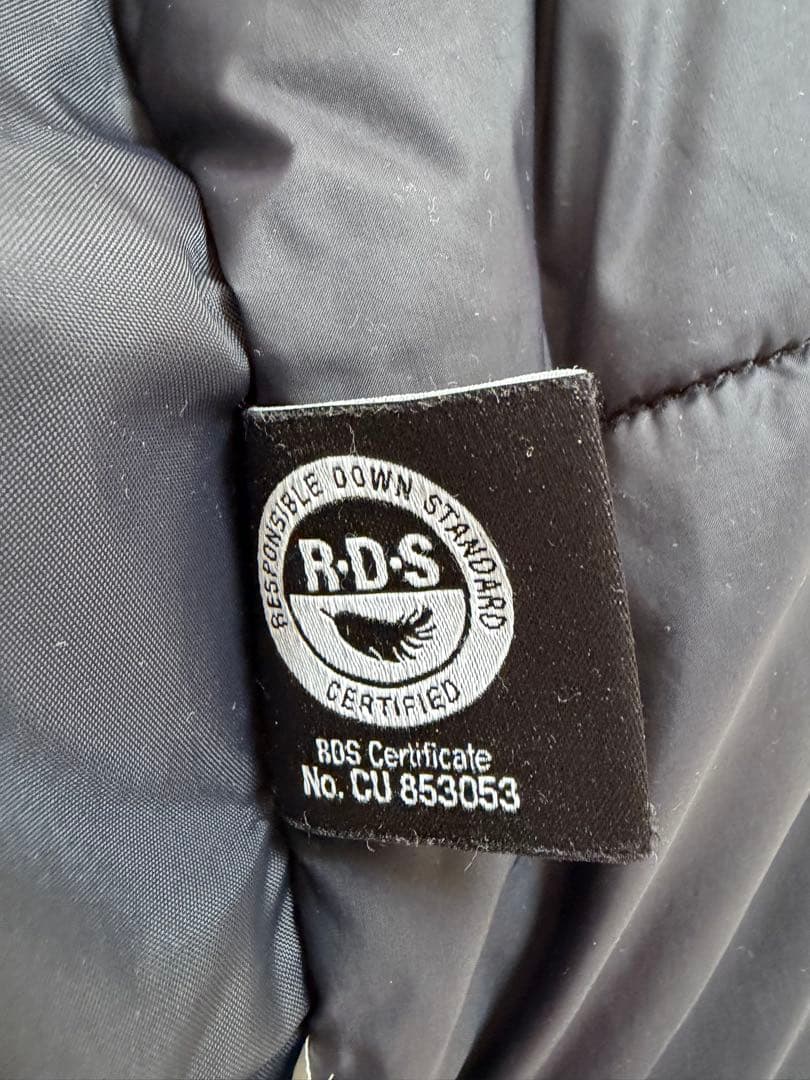 RESPONSIBLE DOWN STANDARD
R·D·S
CERTIFIED
RDS Certificate
No. CU 853053